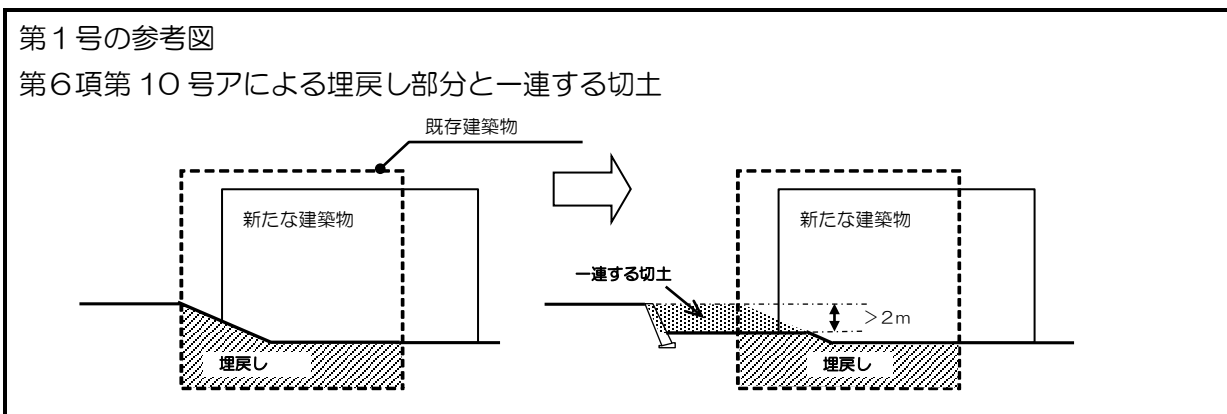 第1号の参考図
第6項第10号アによる埋戻し部分と一連する切土
既存建築物
新たな建築物
埋戻し
新たな建築物
一連する切土
＞2m
埋戻し